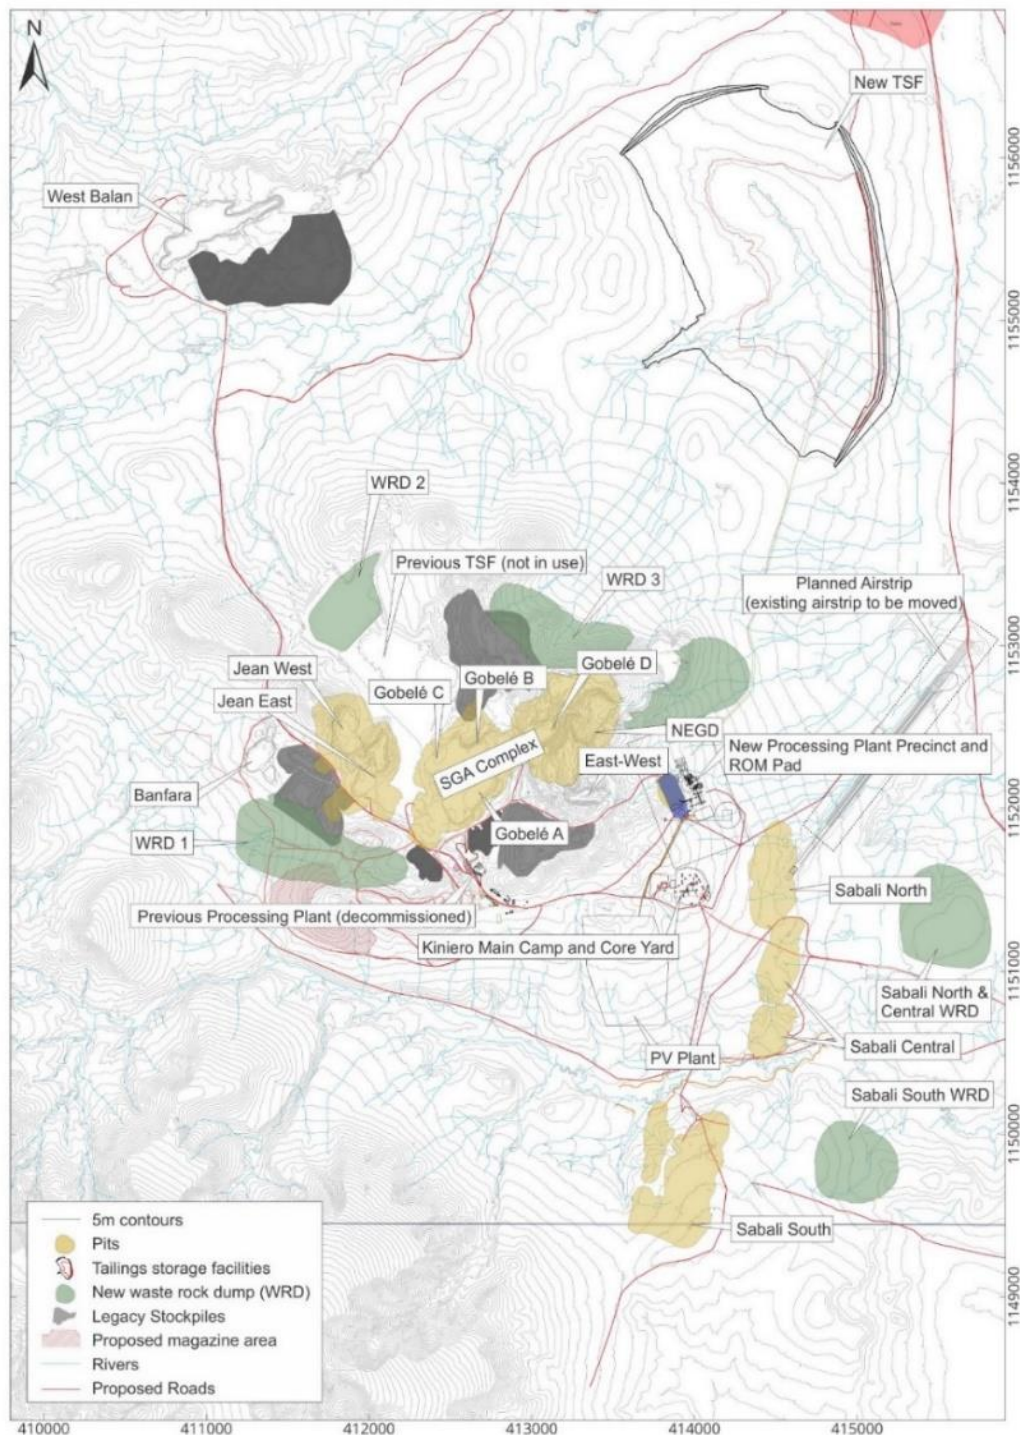 N
New TSF
1156000
West Balan
1155000
WRD 2
1154000
Previous TSF (not in use)
WRD 3
Planned Airstrip
(existing airstrip to be moved)
1153000
Jean West
Gobelé D
Gobelé B
Gobelé C
Jean East
NEGD
SGA Complex
East-West
New Processing Plant Precinct and
ROM Pad
Banfara
1152000
WRD 1
Gobelé A
Sabali North
Previous Processing Plant (decommissioned)
Kiniero Main Camp and Core Yard
1151000
Sabali North &
Central WRD
Sabali Central
PV Plant
Sabali South WRD
1150000
Sabali South
1149000
5m contours
Pits
Tailings storage facilities
New waste rock dump (WRD)
Legacy Stockpiles
Proposed magazine area
Rivers
Proposed Roads
410000
411000
412000
413000
414000
415000